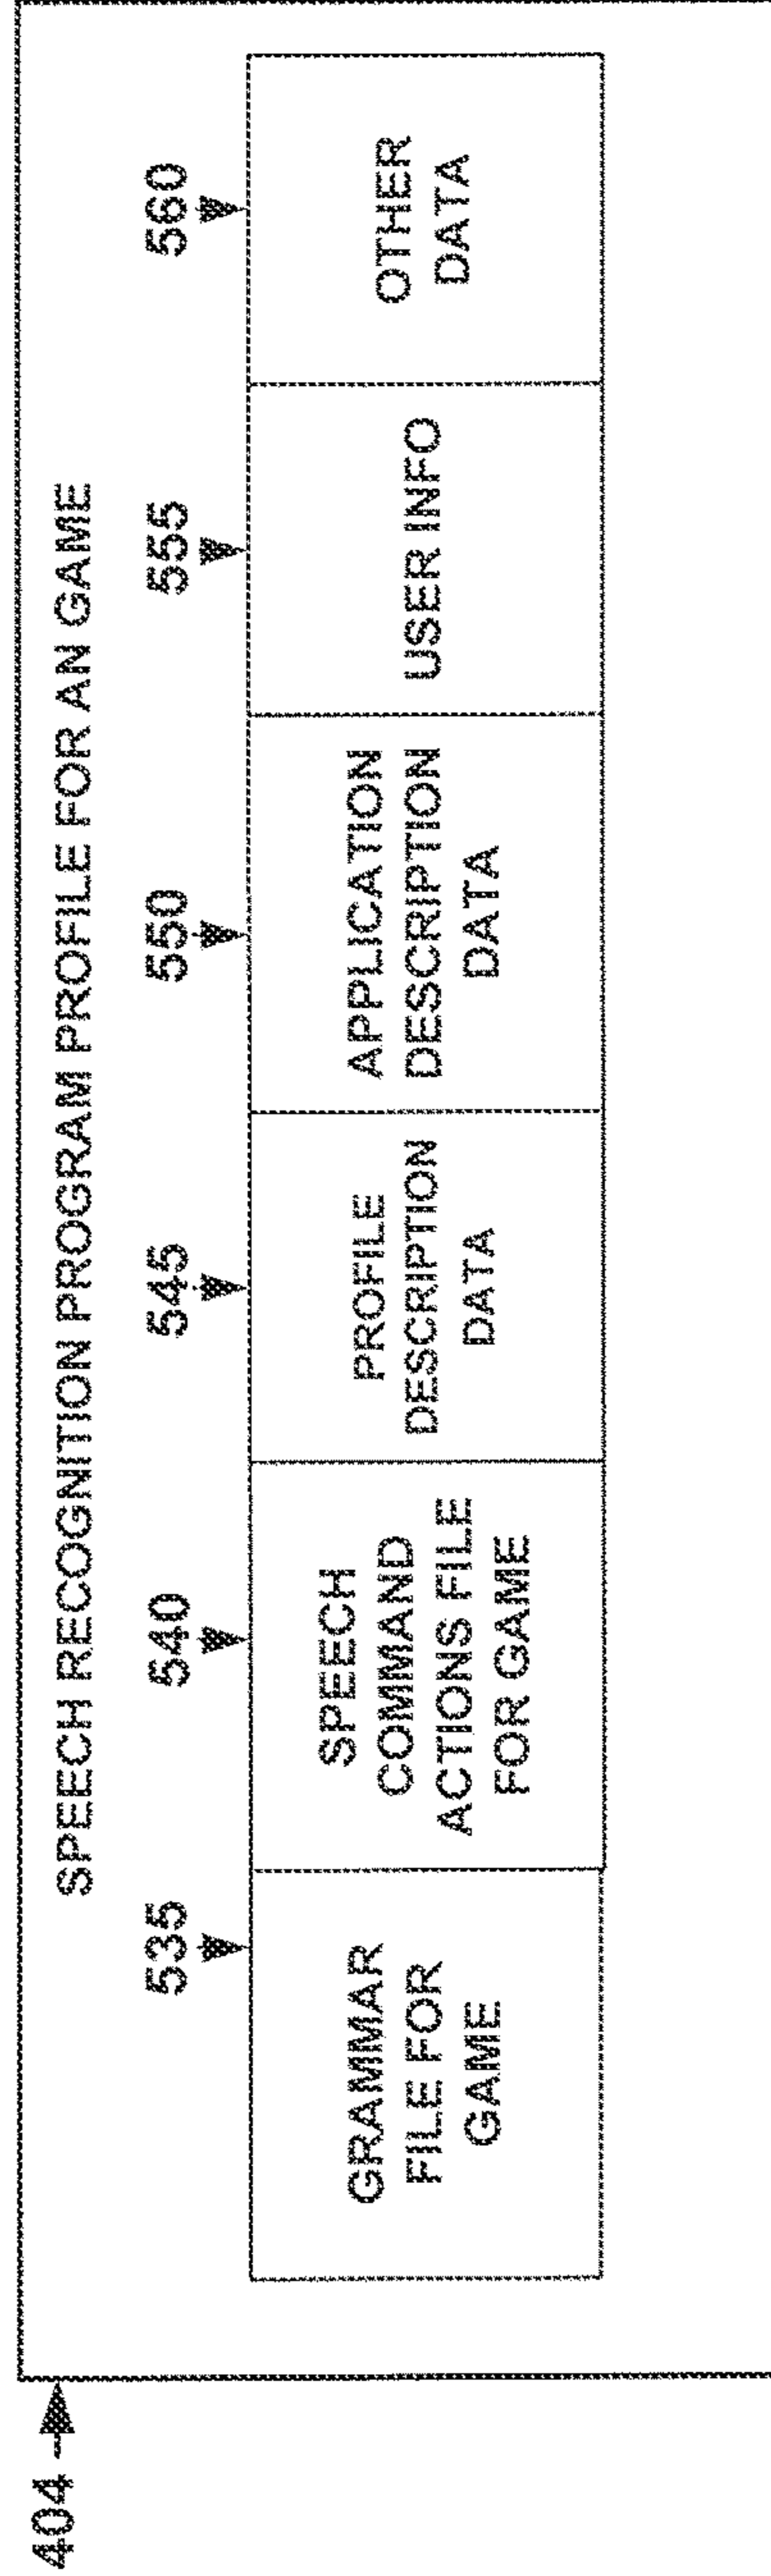 404
SPEECH RECOGNITION PROGRAM PROFILE FOR AN GAME
535
GRAMMAR
FILE FOR
GAME
540
SPEECH
COMMAND
ACTIONS FILE
FOR GAME
545
PROFILE
DESCRIPTION
DATA
550
APPLICATION
DESCRIPTION
DATA
555
USER INFO
560
OTHER
DATA